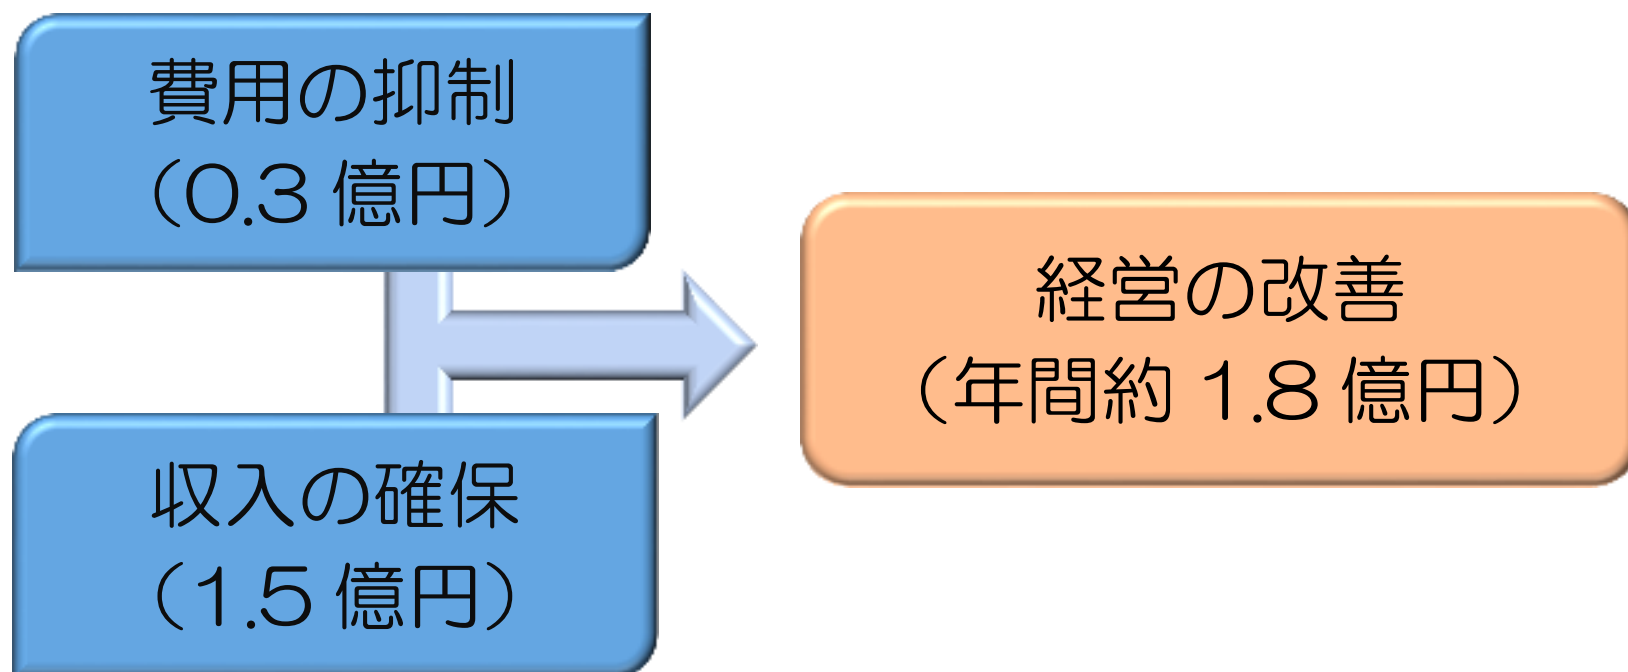 費用の抑制
（0.3 億円）
収入の確保
（1.5 億円）
経営の改善
（年間約 1.8 億円）